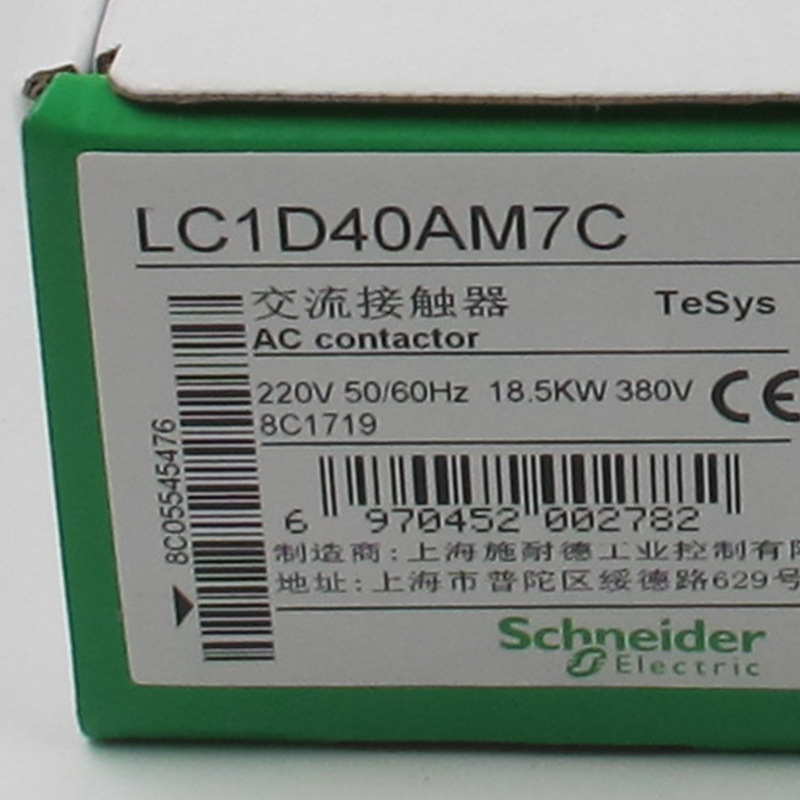 LC1D40AM7C
交流接触器 TeSys
AC contactor
220V 50/60Hz 18.5KW 380V CE
8C1719
8C05545476
6 970452 002782
制造商:上海施耐德工业控制有限
地址:上海市普陀区绥德路629号
Schneider
Electric